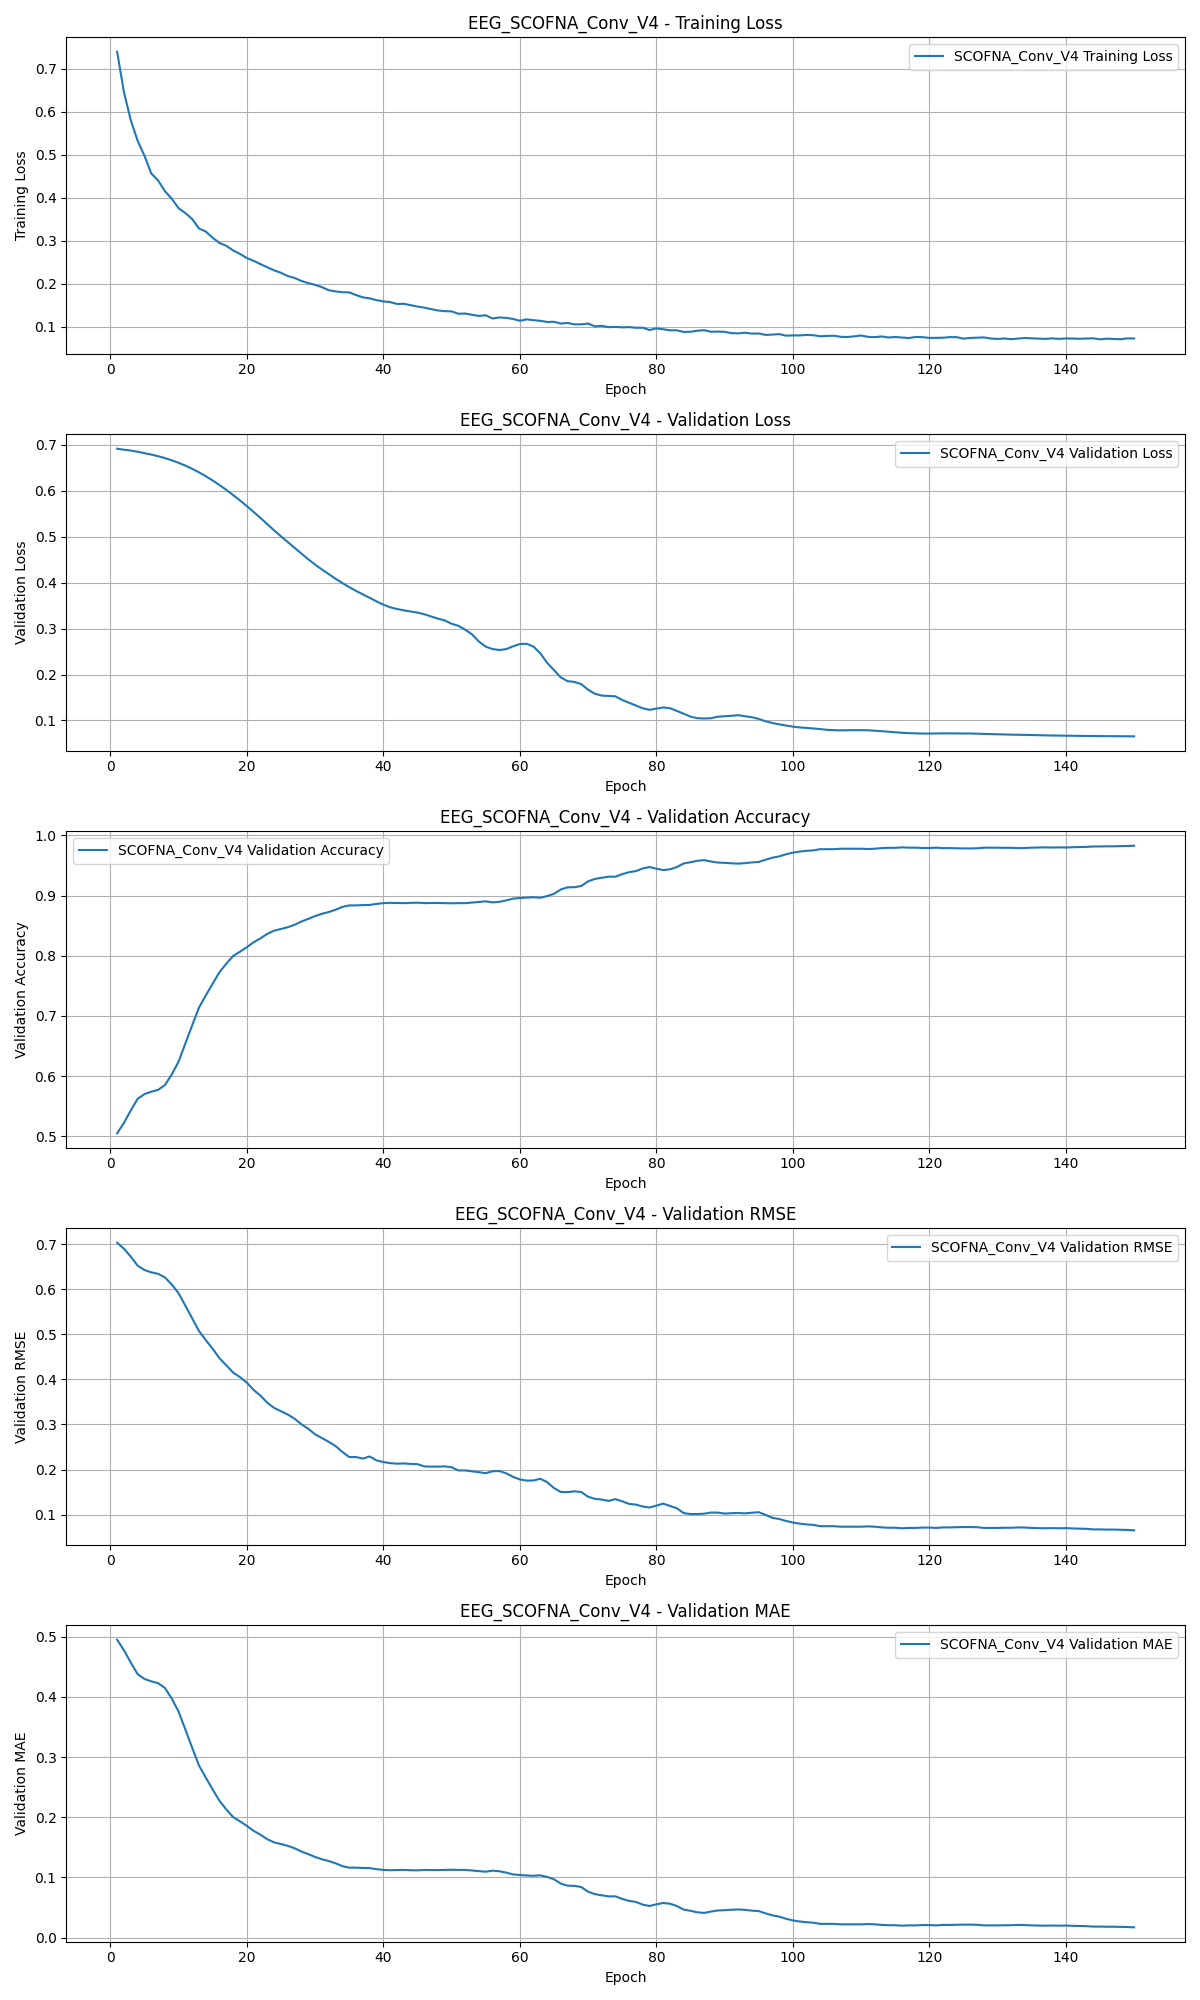 EEG_SCOFNA_Conv_V4 - Training Loss
SCOFNA_Conv_V4 Training Loss
0.7
0.6
0.5
0.4
0.3
0.2
0.1
Training Loss
0 20 40 60 80 100 120 140
Epoch
EEG_SCOFNA_Conv_V4 - Validation Loss
SCOFNA_Conv_V4 Validation Loss
0.7
0.6
0.5
0.4
0.3
0.2
0.1
Validation Loss
0 20 40 60 80 100 120 140
Epoch
EEG_SCOFNA_Conv_V4 - Validation Accuracy
SCOFNA_Conv_V4 Validation Accuracy
1.0
0.9
0.8
0.7
0.6
0.5
Validation Accuracy
0 20 40 60 80 100 120 140
Epoch
EEG_SCOFNA_Conv_V4 - Validation RMSE
SCOFNA_Conv_V4 Validation RMSE
0.7
0.6
0.5
0.4
0.3
0.2
0.1
Validation RMSE
0 20 40 60 80 100 120 140
Epoch
EEG_SCOFNA_Conv_V4 - Validation MAE
SCOFNA_Conv_V4 Validation MAE
0.5
0.4
0.3
0.2
0.1
0.0
Validation MAE
0 20 40 60 80 100 120 140
Epoch